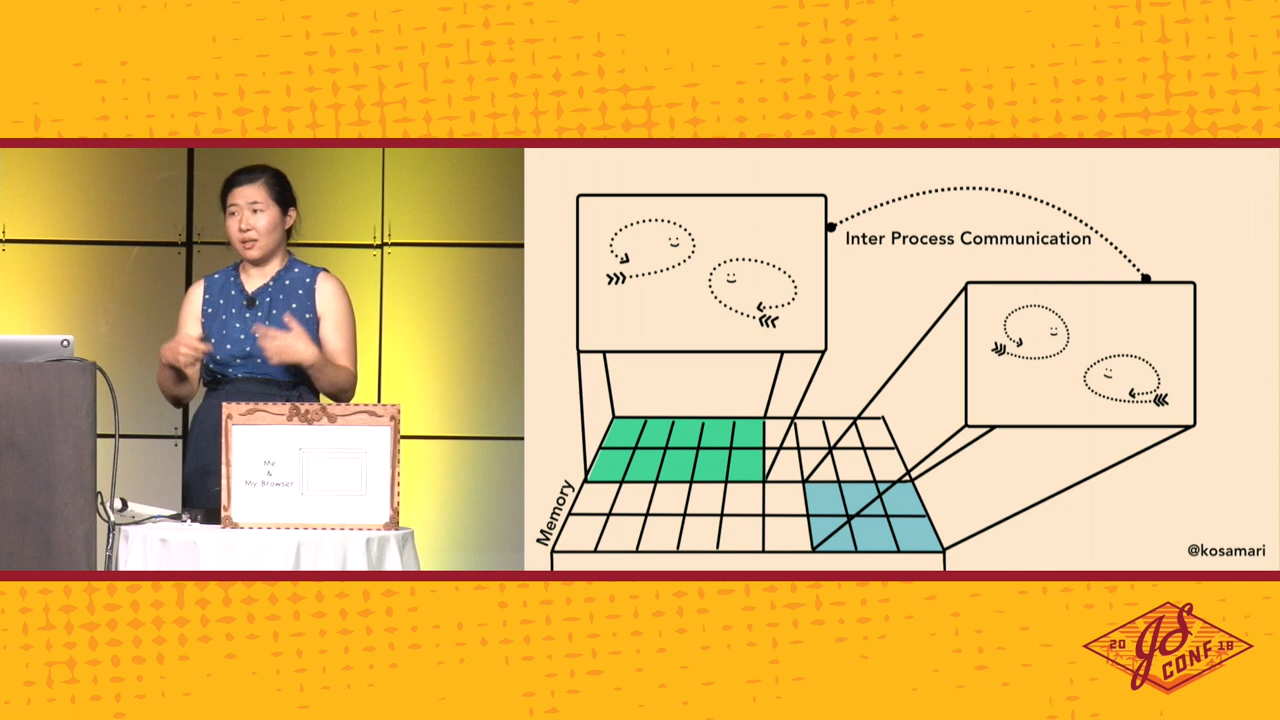 Inter Process Communication
Me
&
My Browser
Memory
@kosamari
20 JS 18
CONF